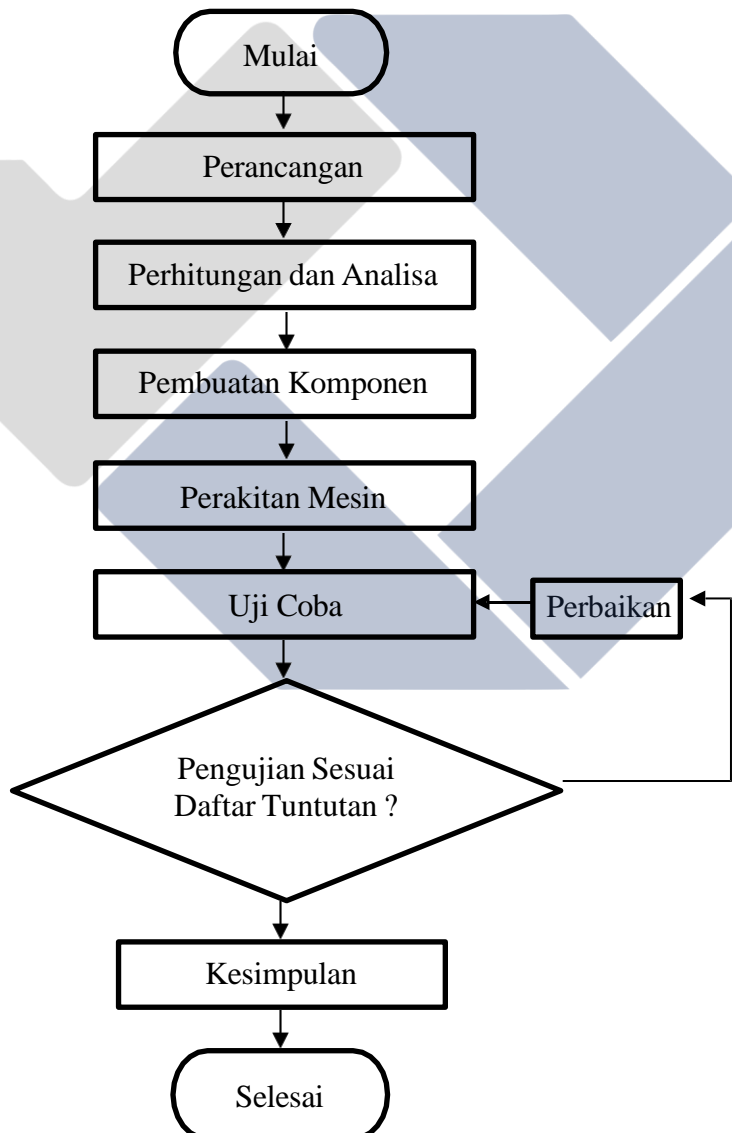 Mulai
Perancangan
Perhitungan dan Analisa
Pembuatan Komponen
Perakitan Mesin
Uji Coba
Perbaikan
Pengujian Sesuai
Daftar Tuntutan ?
Kesimpulan
Selesai